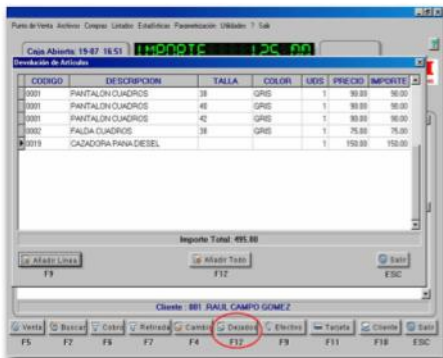 Punto de Venta Archivos Compras Listados Estadísticas Parametrización Utilidades ? Salir
Caja Abierta 19-07 16:51 IMPORTE 125.00
Devolución de Artículos
CODIGO DESCRIPCION TALLA COLOR UDS PRECIO IMPORTE
0001 PANTALON CUADROS 38 GRIS 1 90.00 90.00
0001 PANTALON CUADROS 40 GRIS 1 90.00 90.00
0001 PANTALON CUADROS 42 GRIS 1 90.00 90.00
0002 FALDA CUADROS 38 GRIS 1 75.00 75.00
0019 CAZADORA PANA DIESEL 1 150.00 150.00
Importe Total: 495.00
Añadir Línea Añadir Todo Salir
F9 F12 ESC
Cliente : 001 RAUL CAMPO GOMEZ
Venta Buscar Cobro Retirada Cambio Dejados Efectivo Tarjeta Cliente Salir
F5 F2 F6 F7 F4 F12 F9 F11 F10 ESC